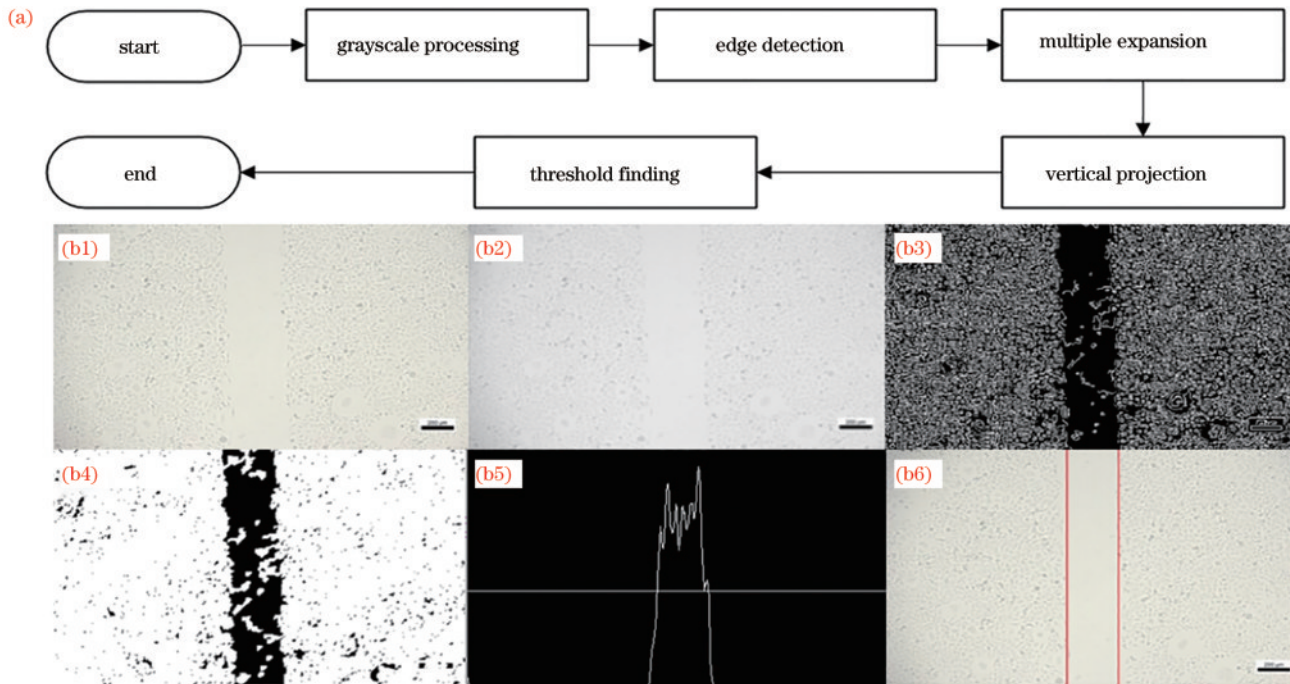 (a)
start
grayscale processing
edge detection
multiple expansion
end
threshold finding
vertical projection
(b1)
(b2)
(b3)
(b4)
(b5)
(b6)